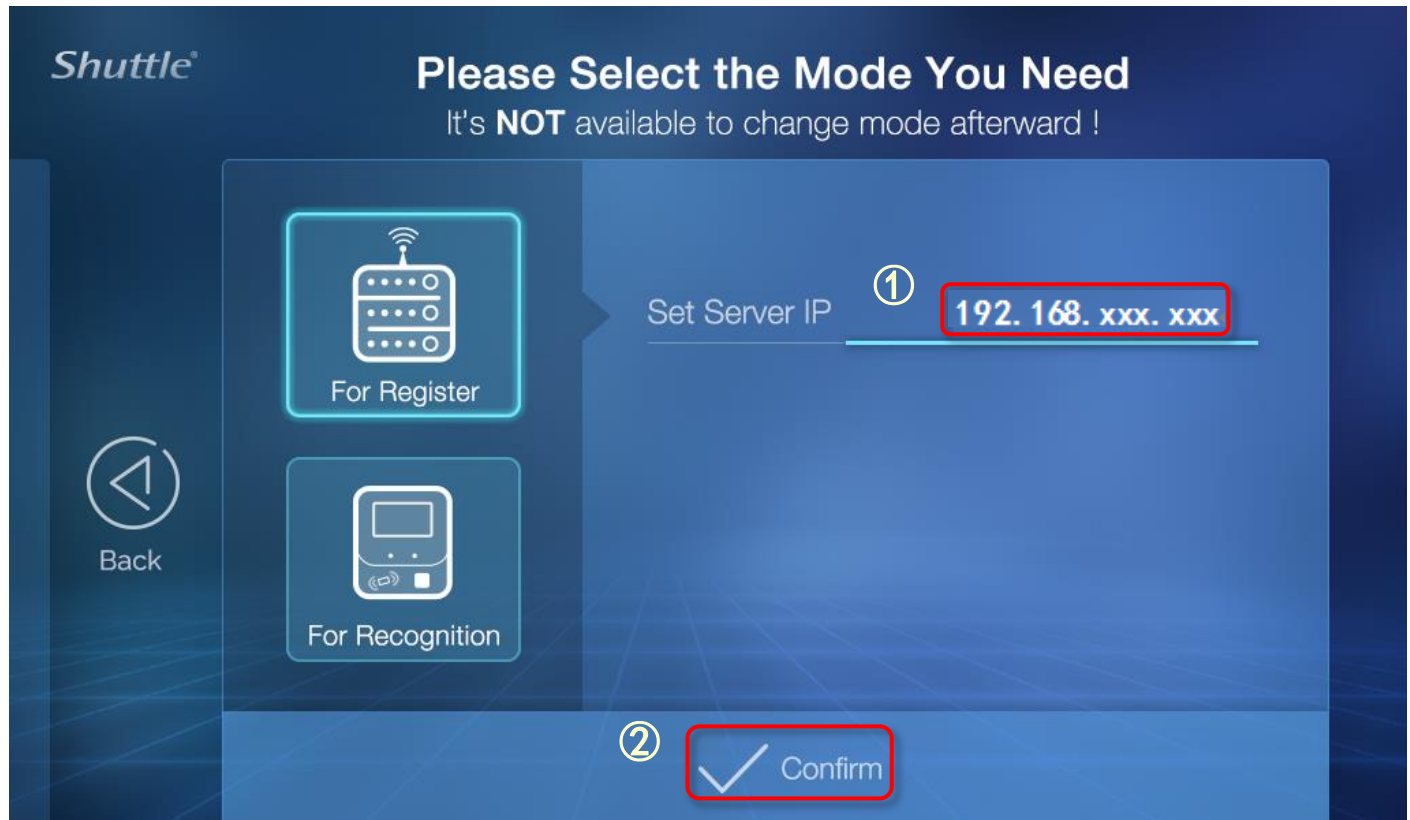 Shuttle®
Please Select the Mode You Need
It's NOT available to change mode afterward !
For Register
① 
Set Server IP
192. 168. xxx. xxx
Back
For Recognition
②
Confirm